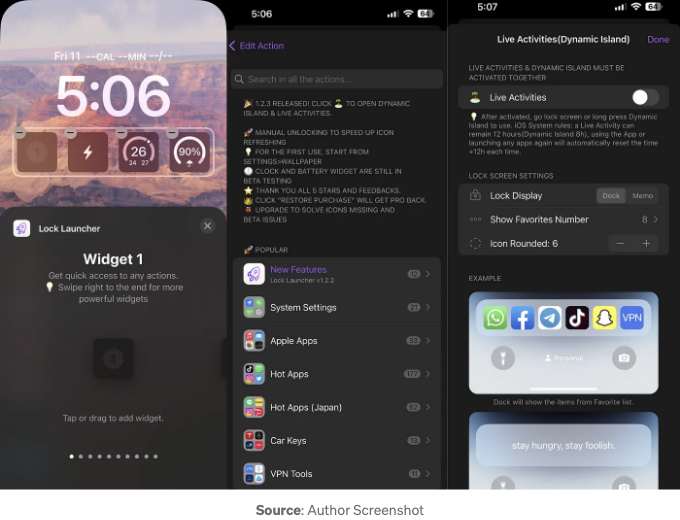 Fri 11 --CAL --MIN --/--
5:06
26
24 27
90%
Lock Launcher
Widget 1
Get quick access to any actions.
💡 Swipe right to the end for more
powerful widgets
Tap or drag to add widget.
5:06
64
Edit Action
Search in all the actions...
🎉 1.2.3 RELEASED! CLICK 🏝️ TO OPEN DYNAMIC
ISLAND & LIVE ACTIVITIES.
🚀 MANUAL UNLOCKING TO SPEED UP ICON
REFRESHING
💡 FOR THE FIRST USE, START FROM
SETTINGS>WALLPAPER
🕐 CLOCK AND BATTERY WIDGET ARE STILL IN
BETA TESTING
⭐ THANK YOU ALL 5 STARS AND FEEDBACKS.
CLICK "RESTORE PURCHASE" WILL GET PRO BACK.
UPGRADE TO SOLVE ICONS MISSING AND
BETA ISSUES
🚀 POPULAR
New Features
Lock Launcher v1.2.2
12
System Settings
21
Apple Apps
33
Hot Apps
177
Hot Apps (Japan)
62
Car Keys
13
VPN Tools
11
5:07
64
Live Activities(Dynamic Island)
Done
LIVE ACTIVITIES & DYNAMIC ISLAND MUST BE
ACTIVATED TOGETHER
🏝️ Live Activities
💡 After activated, go lock screen or long press Dynamic
Island to use. iOS System rules: a Live Activity can
remain 12 hours(Dynamic Island 8h), using the App or
launching any apps again will automatically reset the time
+12h each time.
LOCK SCREEN SETTINGS
Lock Display
Dock
Memo
Show Favorites Number
8
Icon Rounded: 6
EXAMPLE
VPN
Personal
Dock will show the items from Favorite list.
stay hungry, stay foolish.
Source: Author Screenshot